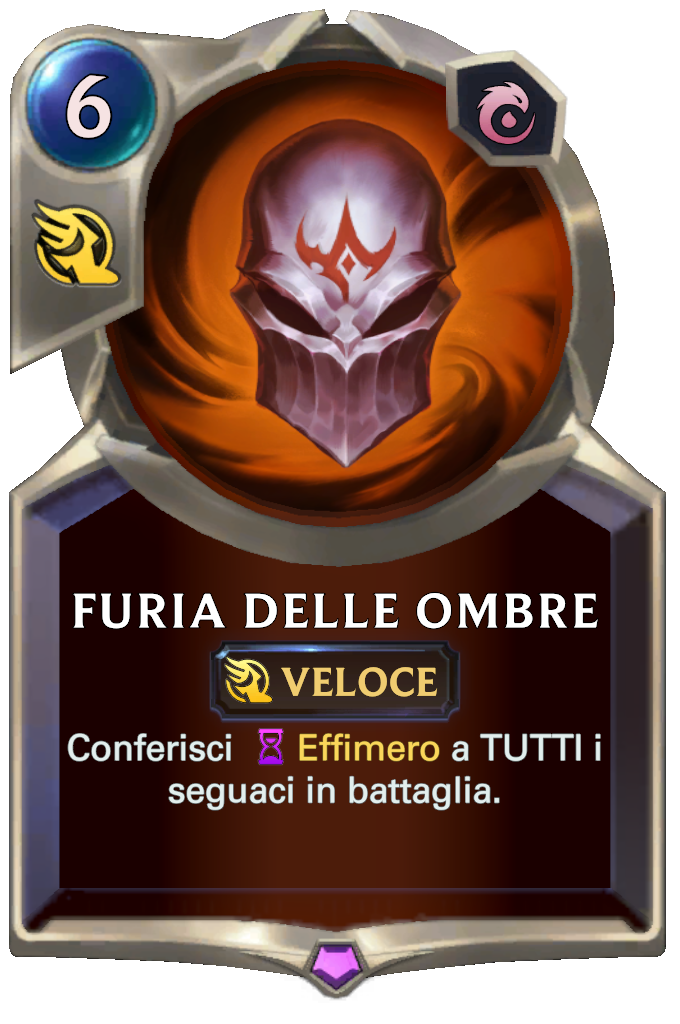 6
FURIA DELLE OMBRE
VELOCE
Conferisci Effimero a TUTTI i
seguaci in battaglia.